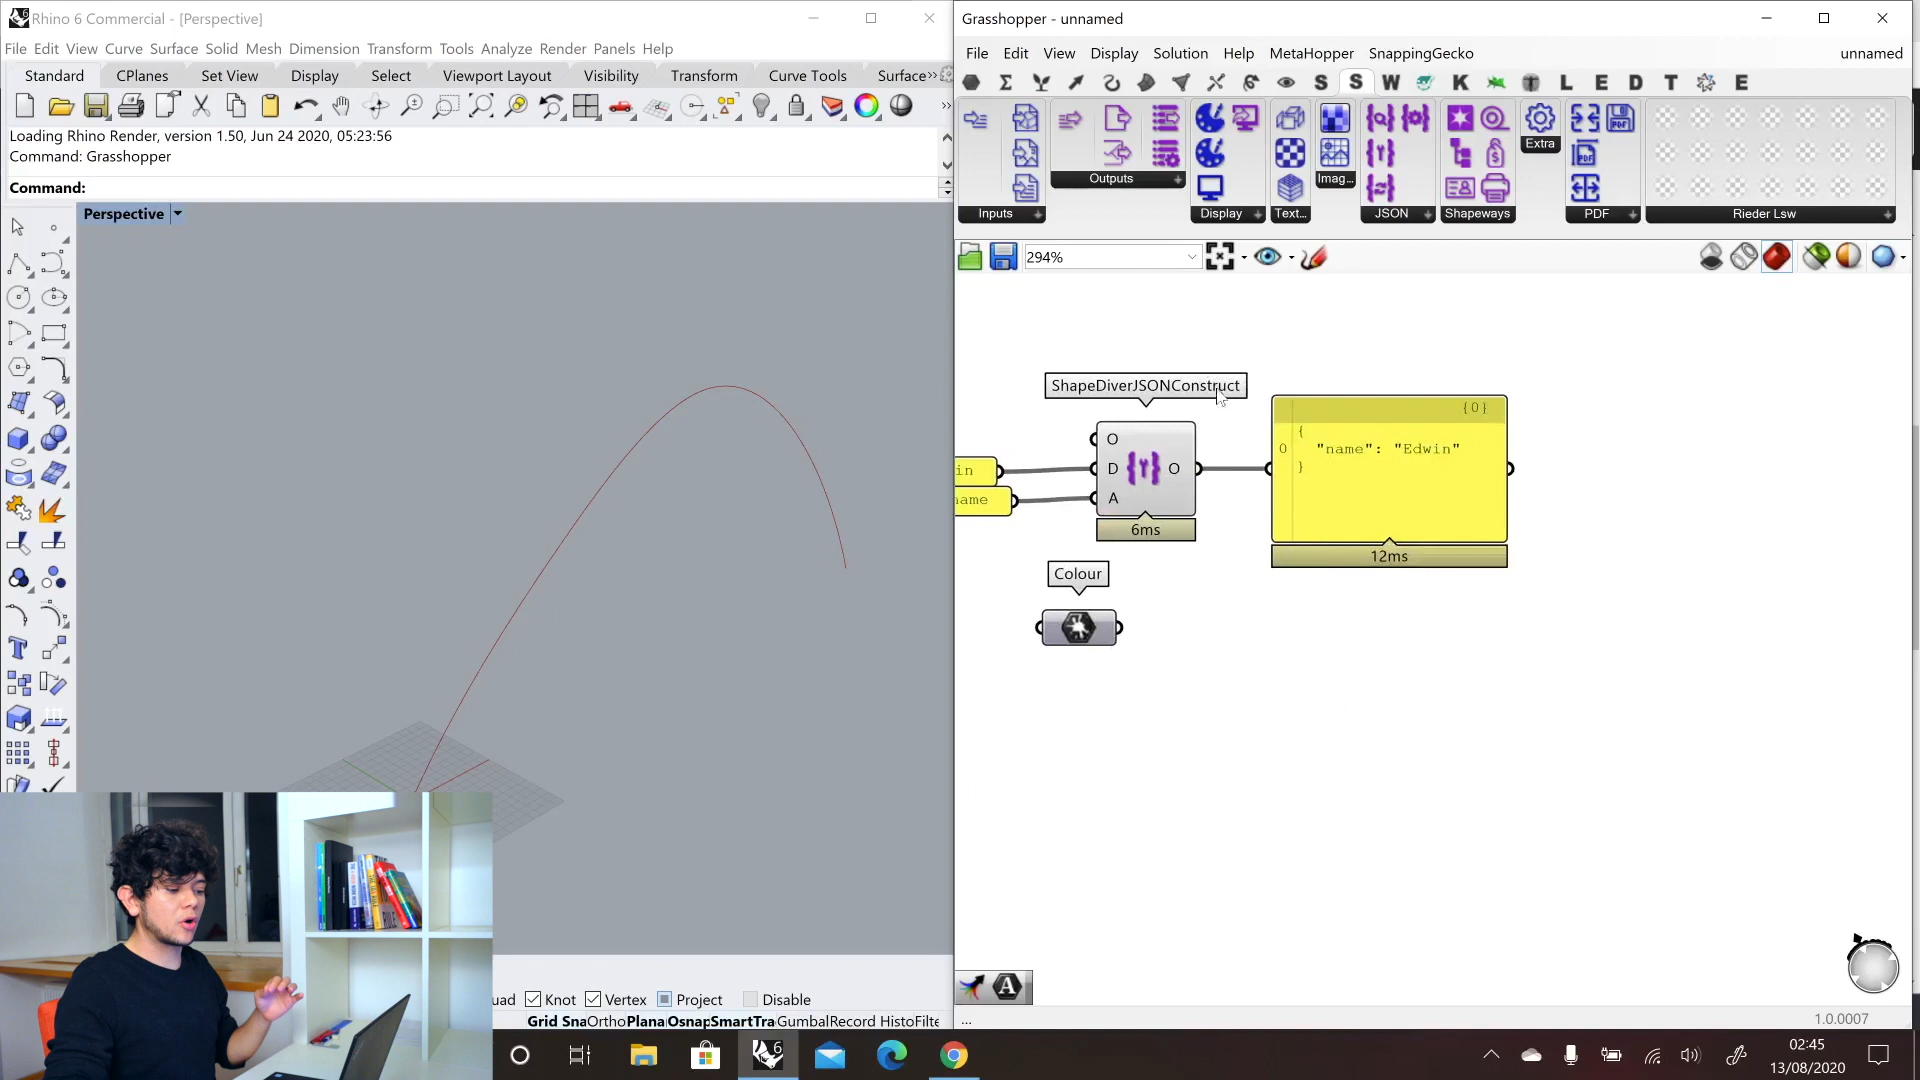 Rhino 6 Commercial - [Perspective]
File Edit View Curve Surface Solid Mesh Dimension Transform Tools Analyze Render Panels Help
Standard CPlanes Set View Display Select Viewport Layout Visibility Transform Curve Tools Surface
Loading Rhino Render, version 1.50, Jun 24 2020, 05:23:56
Command: Grasshopper
Command:
Perspective
Knot Vertex Project Disable
Grid Sna Ortho Plana Osnap SmartTra Gumbal Record Histo Filte
Grasshopper - unnamed
File Edit View Display Solution Help MetaHopper SnappingGecko unnamed
S S W K L E D T E
Inputs Outputs Display Text... Imag... JSON Shapeways Extra PDF Rieder Lsw
294%
ShapeDiverJSONConstruct
O
D O
A
6ms
in
name
{0}
{
0 "name": "Edwin"
}
12ms
Colour
A
...
1.0.0007
6
02:45
13/08/2020